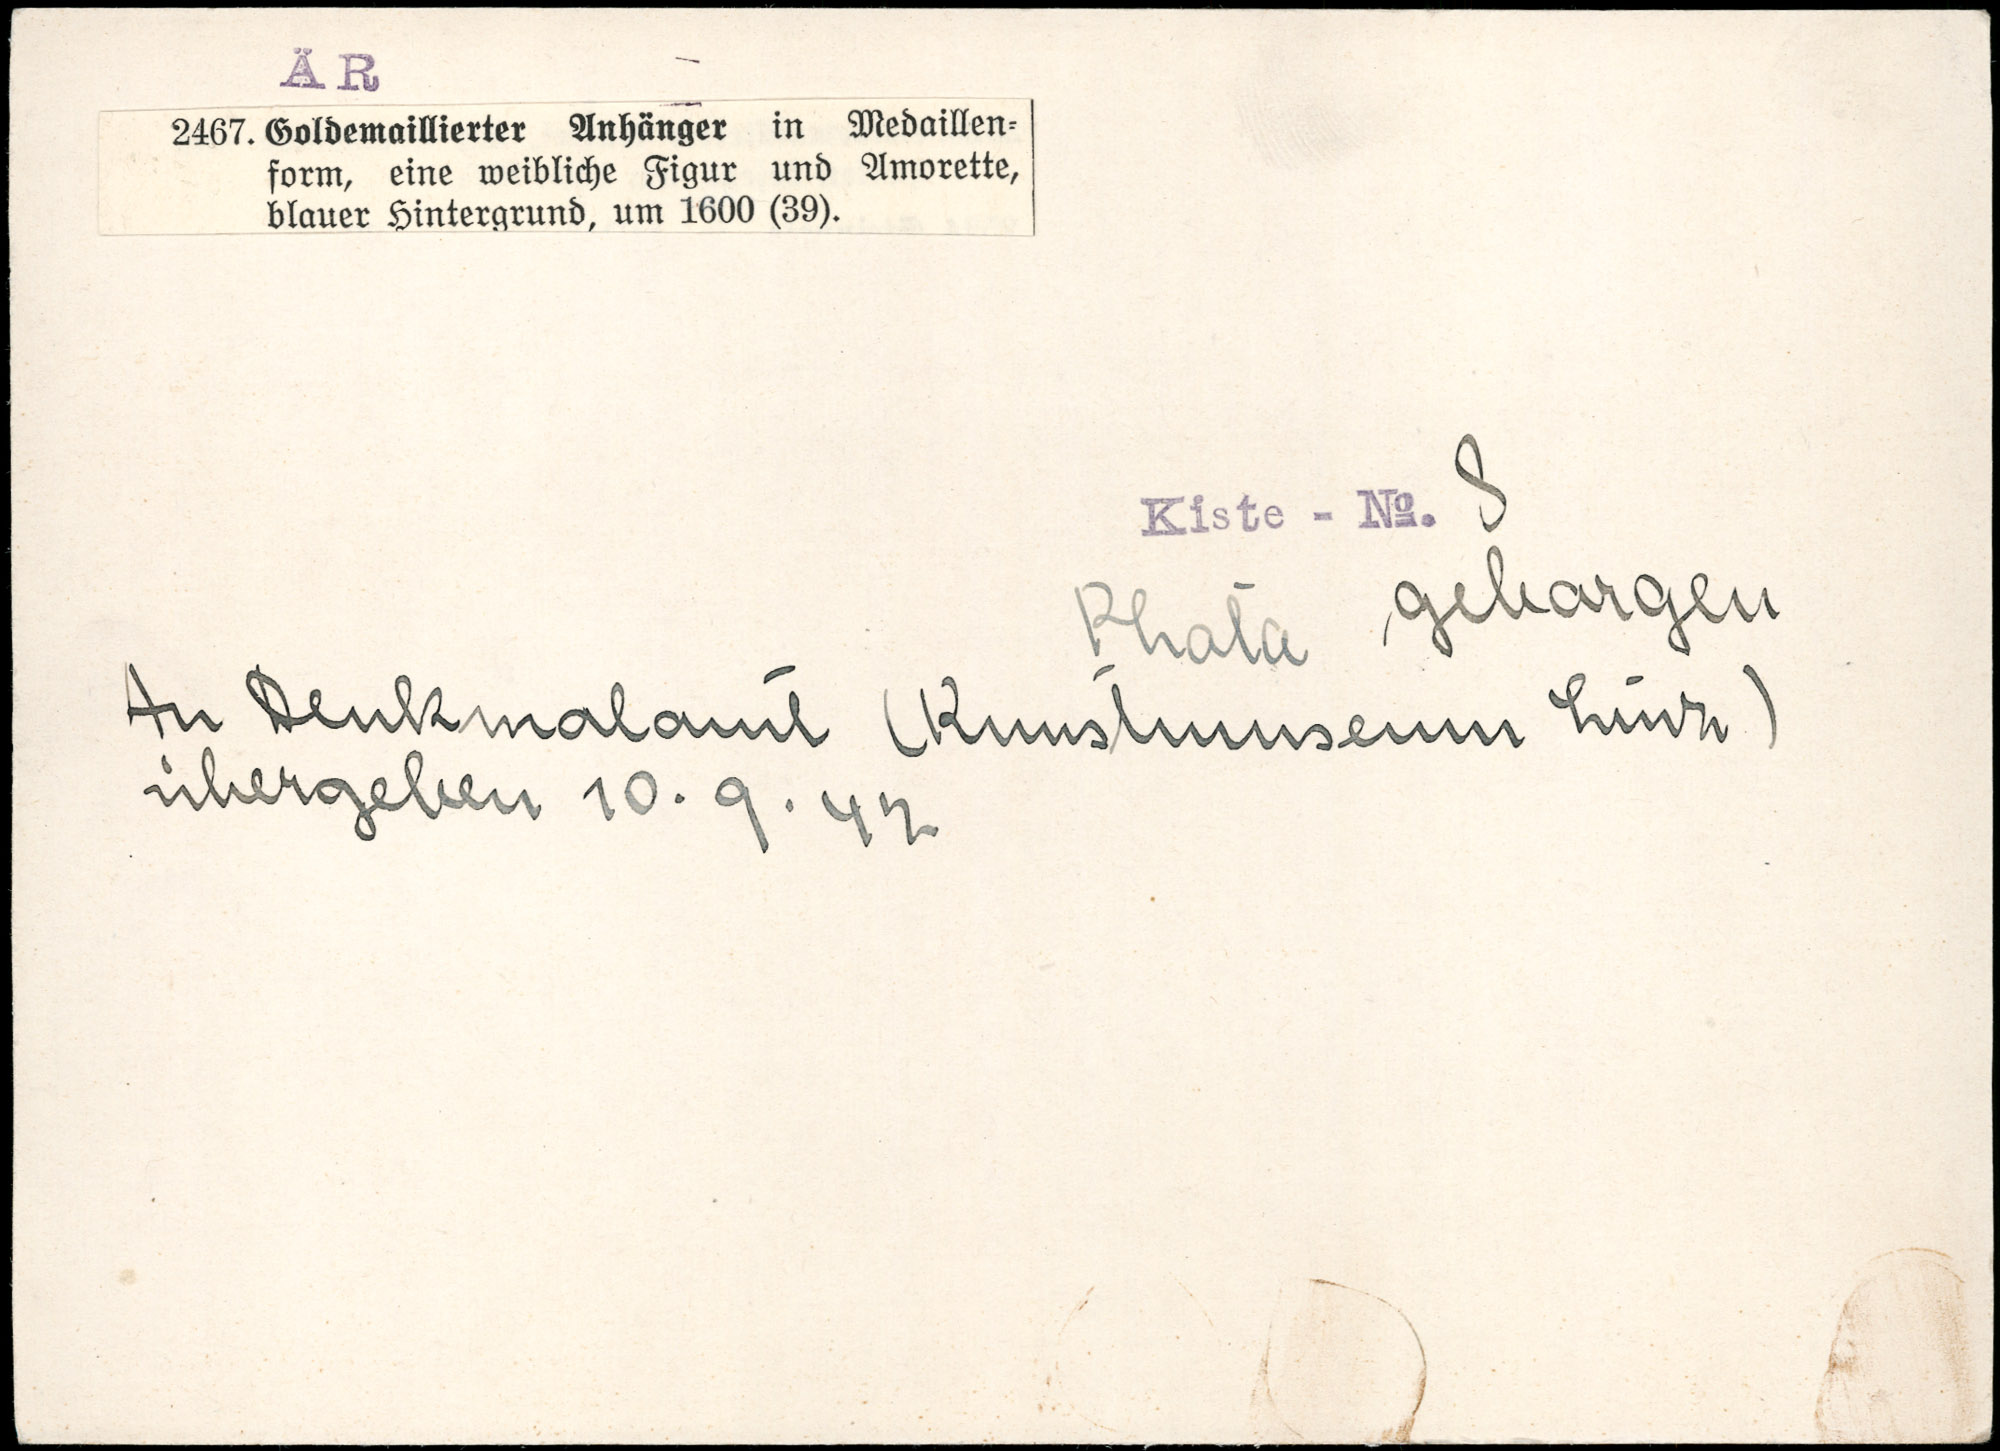 ÄR
2467. Goldemaillierter Anhänger in Medaillen-
form, eine weibliche Figur und Amorette,
blauer Hintergrund, um 1600 (39).
Kiste - No. 8
Photo geborgen
An Denkmalamt (Kunstmuseum Linz)
übergeben 10. 9. 42